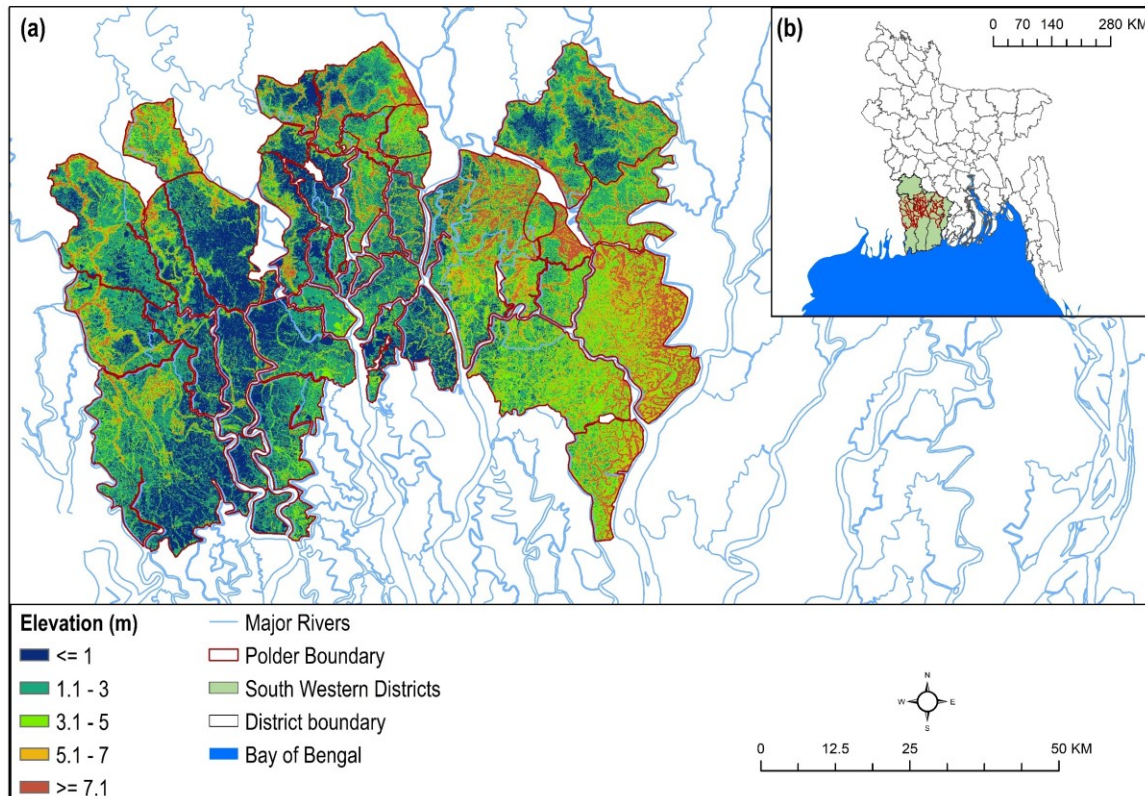 (a)
(b)
0 70 140 280 KM
Elevation (m)
<= 1
1.1 - 3
3.1 - 5
5.1 - 7
>= 7.1
Major Rivers
Polder Boundary
South Western Districts
District boundary
Bay of Bengal
N
W E
S
0 12.5 25 50 KM